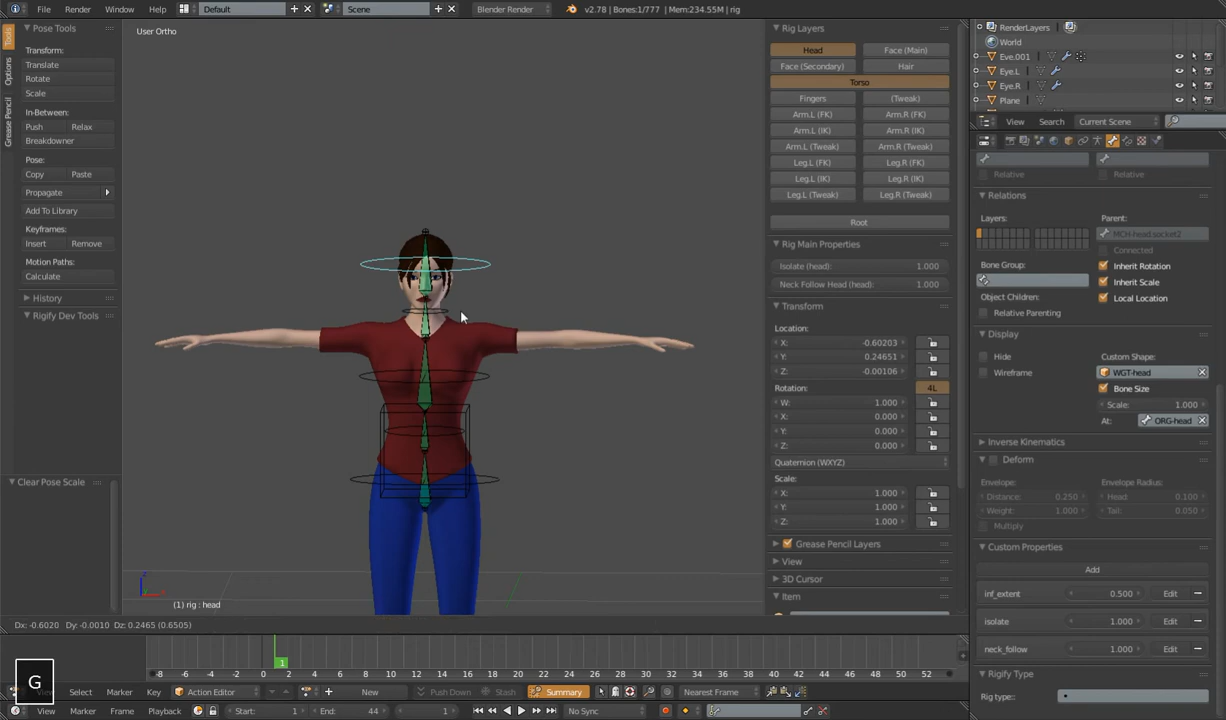 File Render Window Help Default Scene Blender Render v2.78 | Bones:1/777 | Mem:234.55M | rig
Tools
Options
Grease Pencil
Pose Tools
Transform:
Translate
Rotate
Scale
In-Between:
Push Relax
Breakdowner
Pose:
Copy Paste
Propagate
Add To Library
Keyframes:
Insert Remove
Motion Paths:
Calculate
History
Rigify Dev Tools
Clear Pose Scale
User Ortho
(1) rig : head
Rig Layers
Head Face (Main)
Face (Secondary) Hair
Torso
Fingers (Tweak)
Arm.L (FK) Arm.R (FK)
Arm.L (IK) Arm.R (IK)
Arm.L (Tweak) Arm.R (Tweak)
Leg.L (FK) Leg.R (FK)
Leg.L (IK) Leg.R (IK)
Leg.L (Tweak) Leg.R (Tweak)
Root
Rig Main Properties
Isolate (head): 1.000
Neck Follow Head (head): 1.000
Transform
Location:
X: -0.60203
Y: 0.24651
Z: -0.00106
Rotation: 4L
W: 1.000
X: 0.000
Y: 0.000
Z: 0.000
Quaternion (WXYZ)
Scale:
X: 1.000
Y: 1.000
Z: 1.000
Grease Pencil Layers
View
3D Cursor
Item
RenderLayers
World
Eye.001
Eye.L
Eye.R
Plane
View Search Current Scene
Relative Relative
Relations
Layers: Parent:
MCH-head.socket2
Connected
Bone Group: Inherit Rotation
Inherit Scale
Object Children: Local Location
Relative Parenting
Display
Hide Custom Shape:
Wireframe WGT-head
Bone Size
Scale: 1.000
At: ORG-head
Inverse Kinematics
Deform
Envelope: Envelope Radius:
Distance: 0.250 Head: 0.100
Weight: 1.000 Tail: 0.050
Multiply
Custom Properties
Add
inf_extent 0.500 Edit
isolate 1.000 Edit
neck_follow 1.000 Edit
Rigify Type
Rig type:
Dx: -0.6020 Dy: -0.0010 Dz: 0.2465 (0.6505)
-8 -6 -4 -2 0 2 4 6 8 10 12 14 16 18 20 22 24 26 28 30 32 34 36 38 40 42 44 46 48 50 52
1
G
Select Marker Key Action Editor New Push Down Stash Summary Nearest Frame
View Marker Frame Playback Start: 1 End: 44 1 No Sync